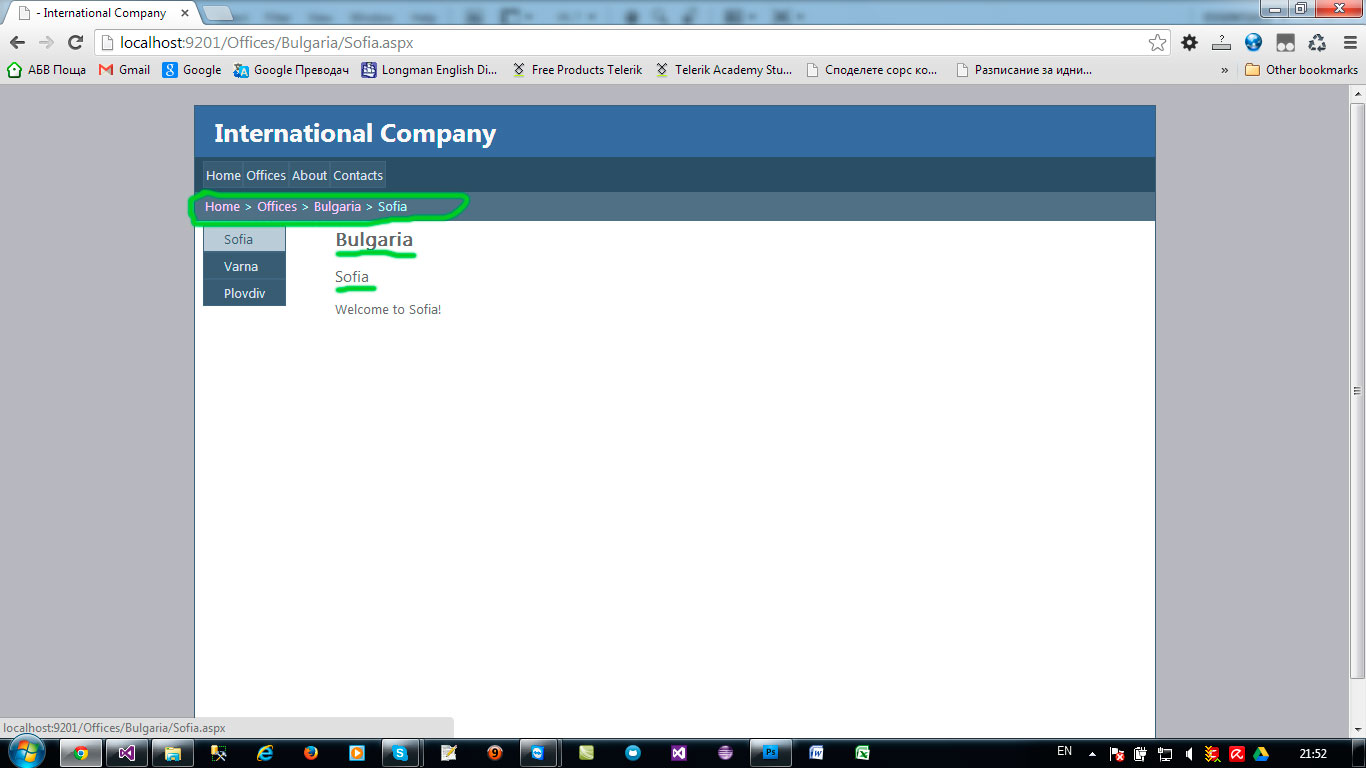 - International Company
localhost:9201/Offices/Bulgaria/Sofia.aspx
АБВ Поща Gmail Google Google Преводач Longman English Di... Free Products Telerik Telerik Academy Stu... Споделете сорс ко... Разписание за идни... » Other bookmarks
International Company
Home Offices About Contacts
Home > Offices > Bulgaria > Sofia
Sofia
Varna
Plovdiv
Bulgaria
Sofia
Welcome to Sofia!
localhost:9201/Offices/Bulgaria/Sofia.aspx
EN 21:52